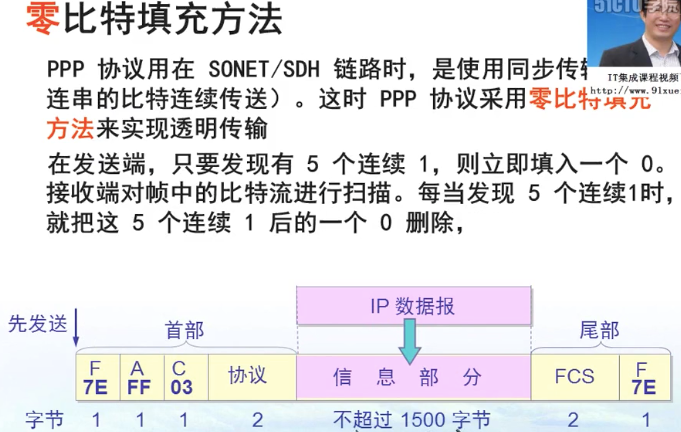 零比特填充方法
51CTO学院
IT集成课程视频
http://www.91xue
PPP 协议用在 SONET/SDH 链路时，是使用同步传输
连串的比特连续传送）。这时 PPP 协议采用零比特填充
方法来实现透明传输
在发送端，只要发现有 5 个连续 1，则立即填入一个 0。
接收端对帧中的比特流进行扫描。每当发现 5 个连续1时，
就把这 5 个连续 1 后的一个 0 删除，
IP 数据报
先发送 首部 尾部
F A C 协议 信 息 部 分 FCS F
7E FF 03 7E
字节 1 1 1 2 不超过 1500 字节 2 1